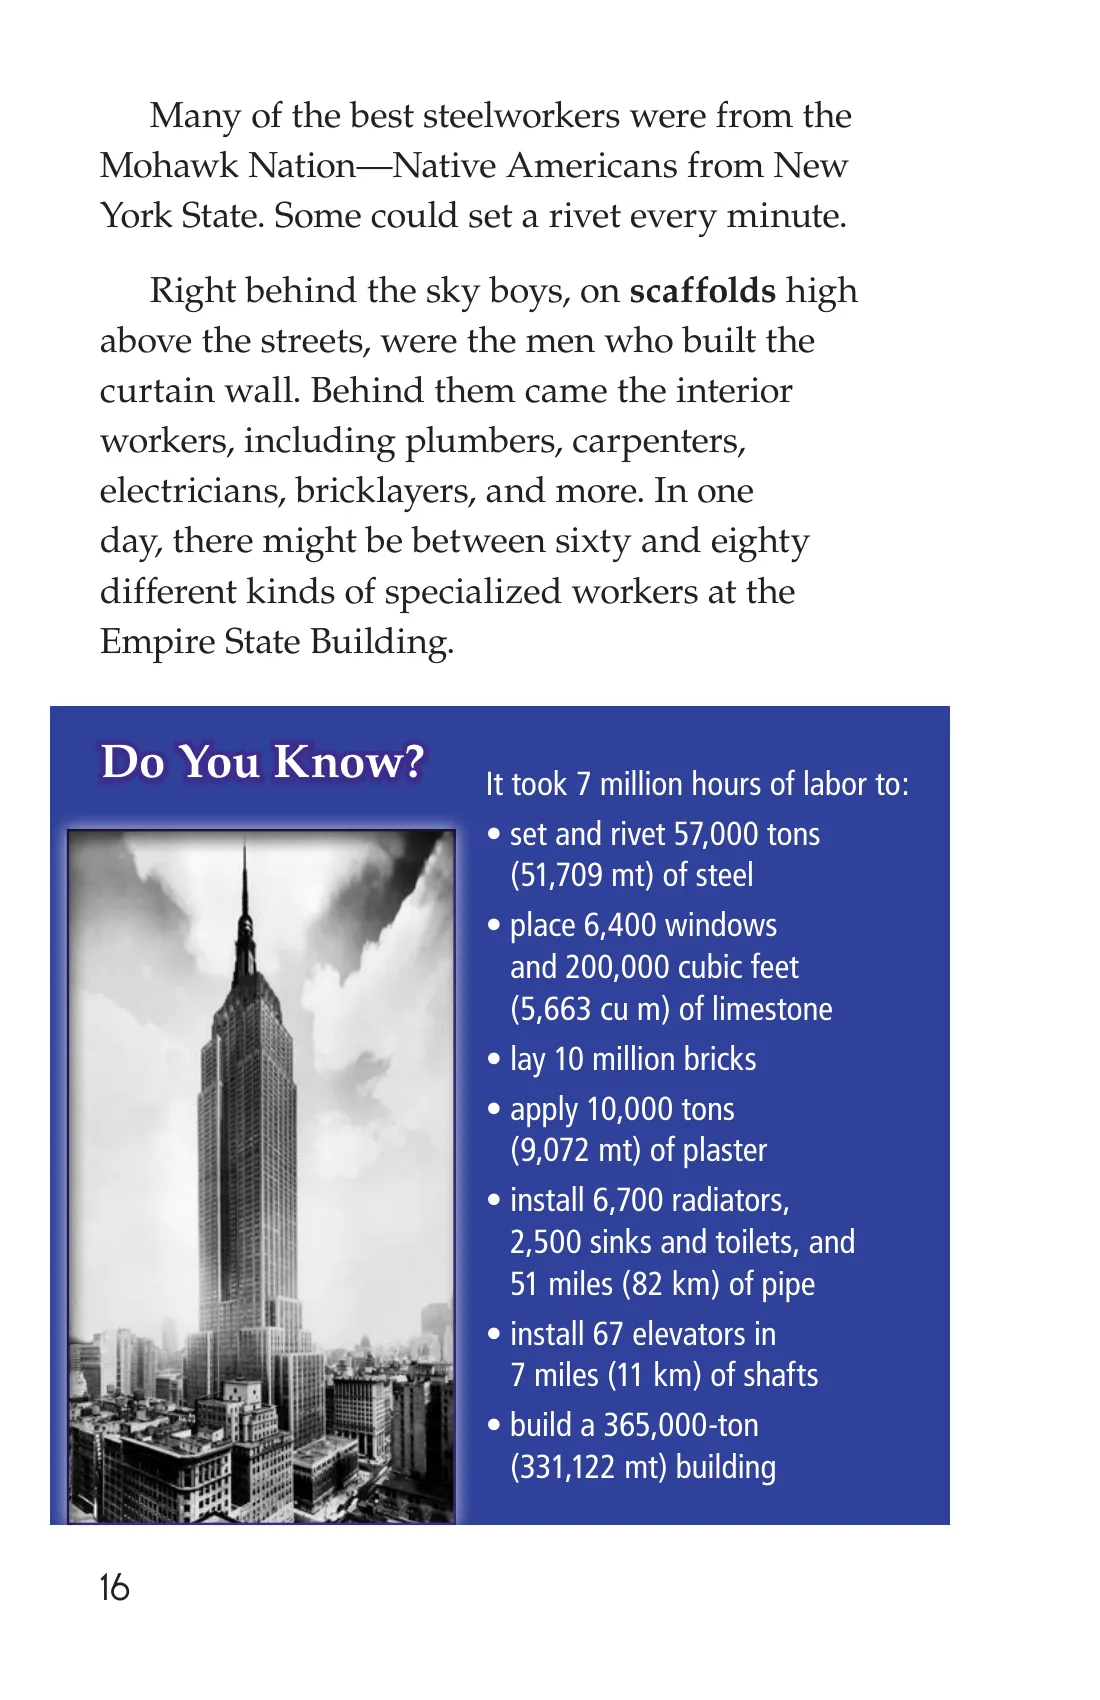 Many of the best steelworkers were from the
Mohawk Nation—Native Americans from New
York State. Some could set a rivet every minute.
Right behind the sky boys, on scaffolds high
above the streets, were the men who built the
curtain wall. Behind them came the interior
workers, including plumbers, carpenters,
electricians, bricklayers, and more. In one
day, there might be between sixty and eighty
different kinds of specialized workers at the
Empire State Building.
Do You Know?
It took 7 million hours of labor to:
• set and rivet 57,000 tons
(51,709 mt) of steel
• place 6,400 windows
and 200,000 cubic feet
(5,663 cu m) of limestone
• lay 10 million bricks
• apply 10,000 tons
(9,072 mt) of plaster
• install 6,700 radiators,
2,500 sinks and toilets, and
51 miles (82 km) of pipe
• install 67 elevators in
7 miles (11 km) of shafts
• build a 365,000-ton
(331,122 mt) building
16